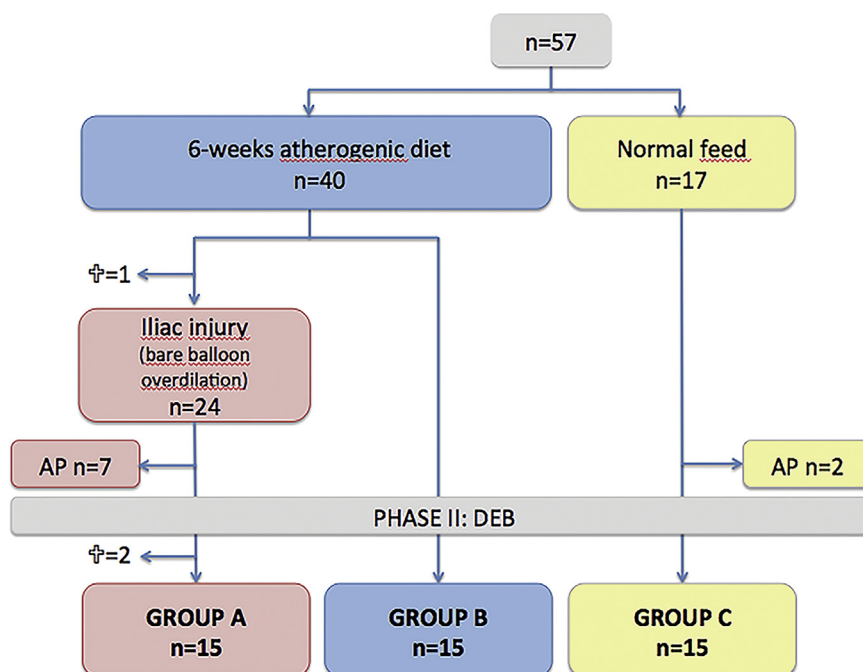 n=57
6-weeks atherogenic diet
n=40
Normal feed
n=17
✞=1
Iliac injury
(bare balloon
overdilation)
n=24
AP n=7
AP n=2
PHASE II: DEB
✞=2
GROUP A
n=15
GROUP B
n=15
GROUP C
n=15